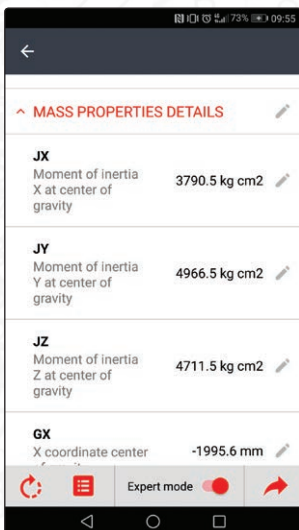 73% 09:55
MASS PROPERTIES DETAILS
JX
Moment of inertia
X at center of
gravity
3790.5 kg cm2
JY
Moment of inertia
Y at center of
gravity
4966.5 kg cm2
JZ
Moment of inertia
Z at center of
gravity
4711.5 kg cm2
GX
X coordinate center
-1995.6 mm
Expert mode